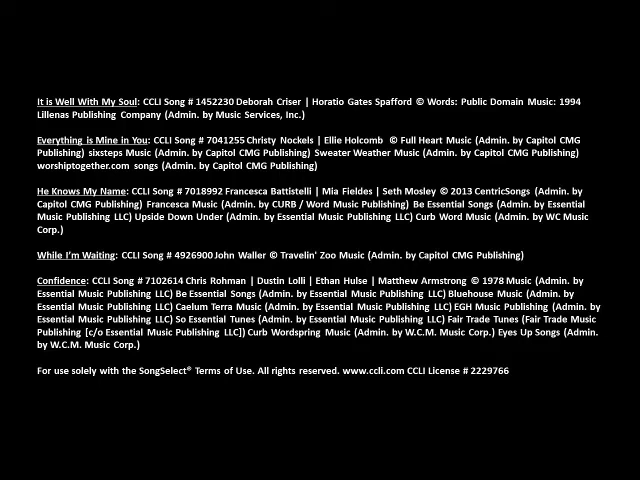 It is Well With My Soul: CCLI Song # 1452230 Deborah Criser | Horatio Gates Spafford © Words: Public Domain Music: 1994
Lillenas Publishing Company (Admin. by Music Services, Inc.)
Everything is Mine in You: CCLI Song # 7041255 Christy Nockels | Ellie Holcomb © Full Heart Music (Admin. by Capitol CMG
Publishing) sixsteps Music (Admin. by Capitol CMG Publishing) Sweater Weather Music (Admin. by Capitol CMG Publishing)
worshiptogether.com songs (Admin. by Capitol CMG Publishing)
He Knows My Name: CCLI Song # 7018992 Francesca Battistelli | Mia Fieldes | Seth Mosley © 2013 CentricSongs (Admin. by
Capitol CMG Publishing) Francesca Music (Admin. by CURB / Word Music Publishing) Be Essential Songs (Admin. by Essential
Music Publishing LLC) Upside Down Under (Admin. by Essential Music Publishing LLC) Curb Word Music (Admin. by WC Music
Corp.)
While I'm Waiting: CCLI Song # 4926900 John Waller © Travelin' Zoo Music (Admin. by Capitol CMG Publishing)
Confidence: CCLI Song # 7102614 Chris Rohman | Dustin Lolli | Ethan Hulse | Matthew Armstrong © 1978 Music (Admin. by
Essential Music Publishing LLC) Be Essential Songs (Admin. by Essential Music Publishing LLC) Bluehouse Music (Admin. by
Essential Music Publishing LLC) Caelum Terra Music (Admin. by Essential Music Publishing LLC) EGH Music Publishing (Admin. by
Essential Music Publishing LLC) So Essential Tunes (Admin. by Essential Music Publishing LLC) Fair Trade Tunes (Fair Trade Music
Publishing [c/o Essential Music Publishing LLC]) Curb Wordspring Music (Admin. by W.C.M. Music Corp.) Eyes Up Songs (Admin.
by W.C.M. Music Corp.)
For use solely with the SongSelect® Terms of Use. All rights reserved. www.ccli.com CCLI License # 2229766